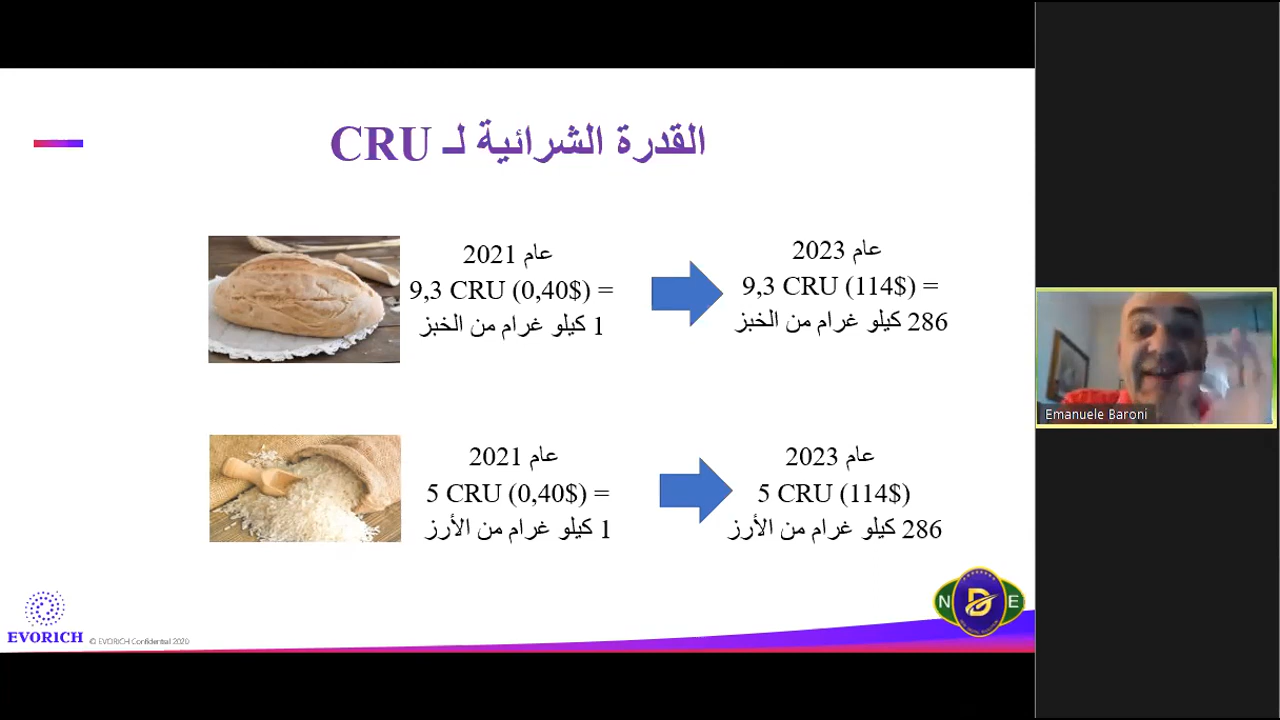 القدرة الشرائية لـ CRU
عام 2021
9,3 CRU (0,40$) =
1 كيلو غرام من الخبز
عام 2023
9,3 CRU (114$) =
286 كيلو غرام من الخبز
عام 2021
5 CRU (0,40$) =
1 كيلو غرام من الأرز
عام 2023
5 CRU (114$)
286 كيلو غرام من الأرز
EVORICH
© EVORICH Confidential 2020
N D E
Emanuele Baroni